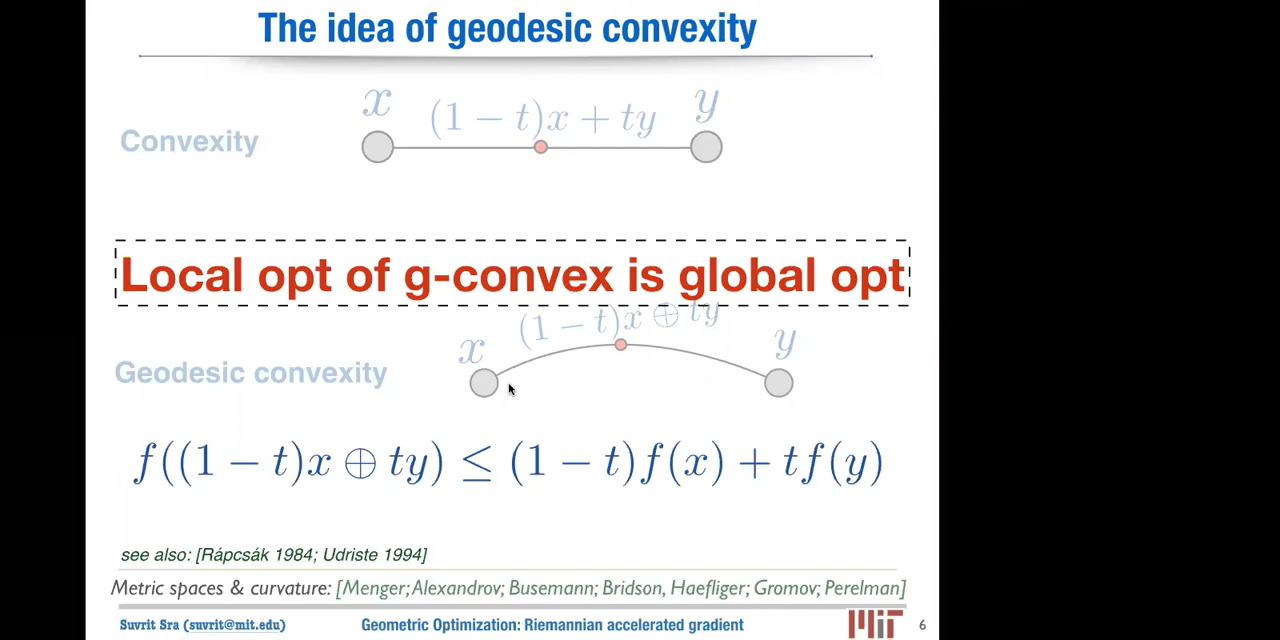 The idea of geodesic convexity
x (1 − t)x + ty y
Convexity
Local opt of g-convex is global opt
(1 − t)x ⊕ ty
x y
Geodesic convexity
f((1 − t)x ⊕ ty) ≤ (1 − t)f(x) + tf(y)
see also: [Rápcsák 1984; Udriste 1994]
Metric spaces & curvature: [Menger; Alexandrov; Busemann; Bridson, Haefliger; Gromov; Perelman]
Suvrit Sra (suvrit@mit.edu) Geometric Optimization: Riemannian accelerated gradient MIT 6